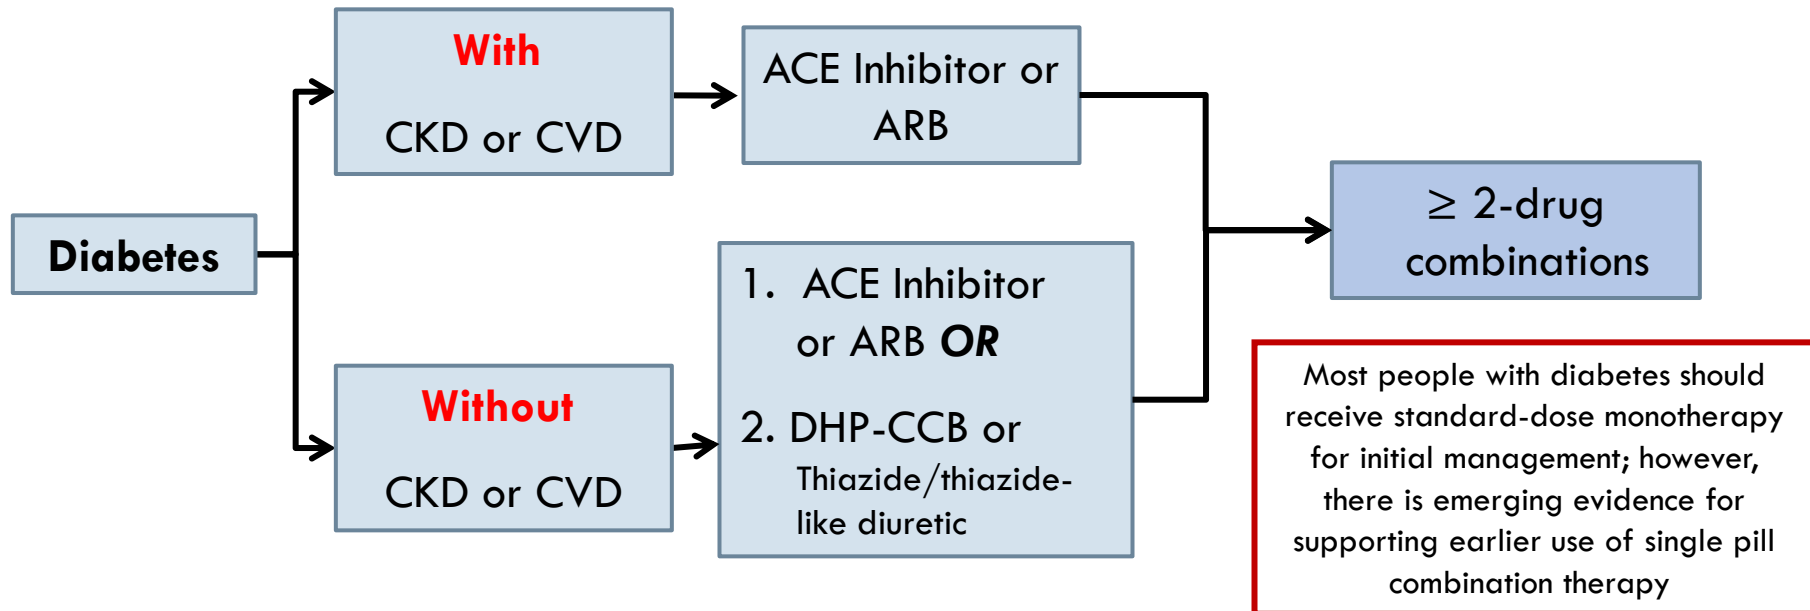 Diabetes
With
CKD or CVD
ACE Inhibitor or
ARB
Without
CKD or CVD
1. ACE Inhibitor
or ARB OR
2. DHP-CCB or
Thiazide/thiazide-
like diuretic
≥ 2-drug
combinations
Most people with diabetes should
receive standard-dose monotherapy
for initial management; however,
there is emerging evidence for
supporting earlier use of single pill
combination therapy